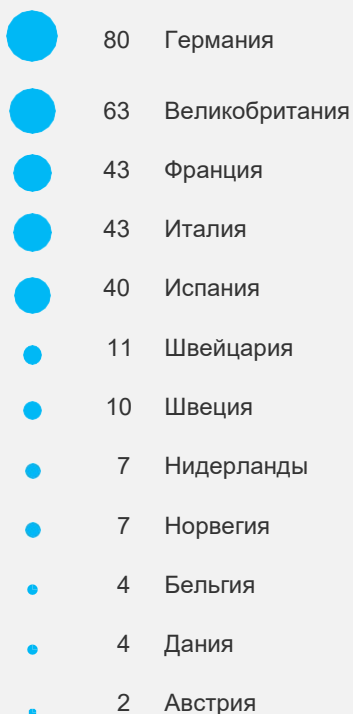 80 Германия
63 Великобритания
43 Франция
43 Италия
40 Испания
11 Швейцария
10 Швеция
7 Нидерланды
7 Норвегия
4 Бельгия
4 Дания
2 Австрия